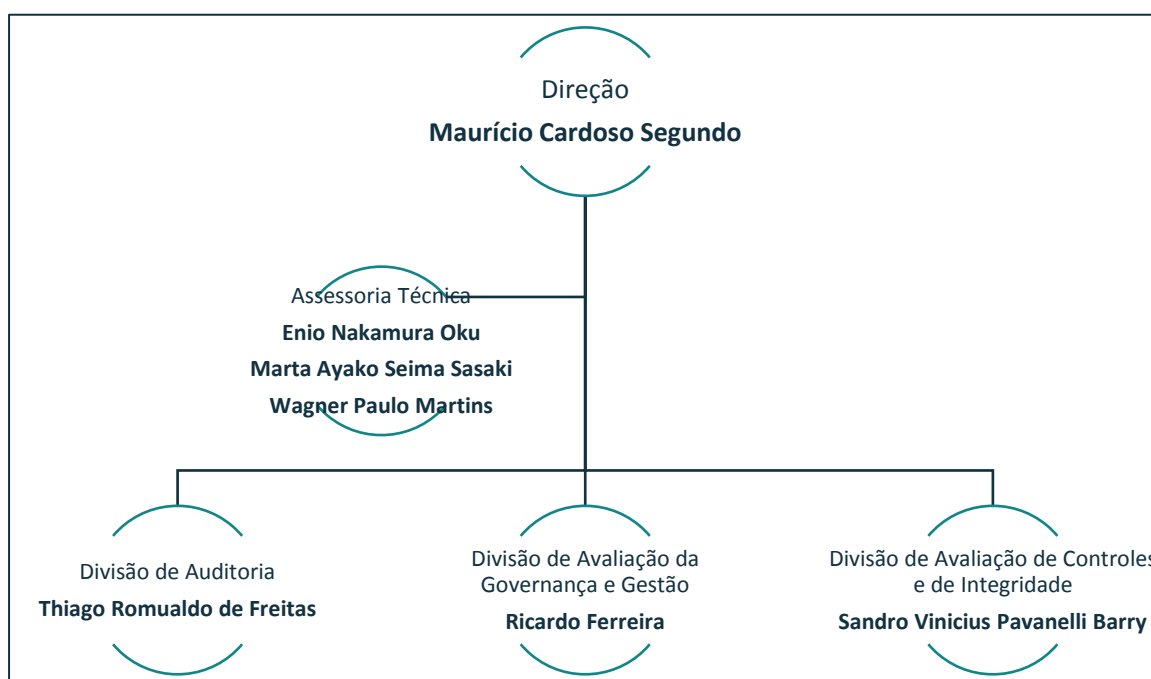 Direção
Maurício Cardoso Segundo
Assessoria Técnica
Enio Nakamura Oku
Marta Ayako Seima Sasaki
Wagner Paulo Martins
Divisão de Auditoria
Thiago Romualdo de Freitas
Divisão de Avaliação da
Governança e Gestão
Ricardo Ferreira
Divisão de Avaliação de Controles
e de Integridade
Sandro Vinicius Pavanelli Barry